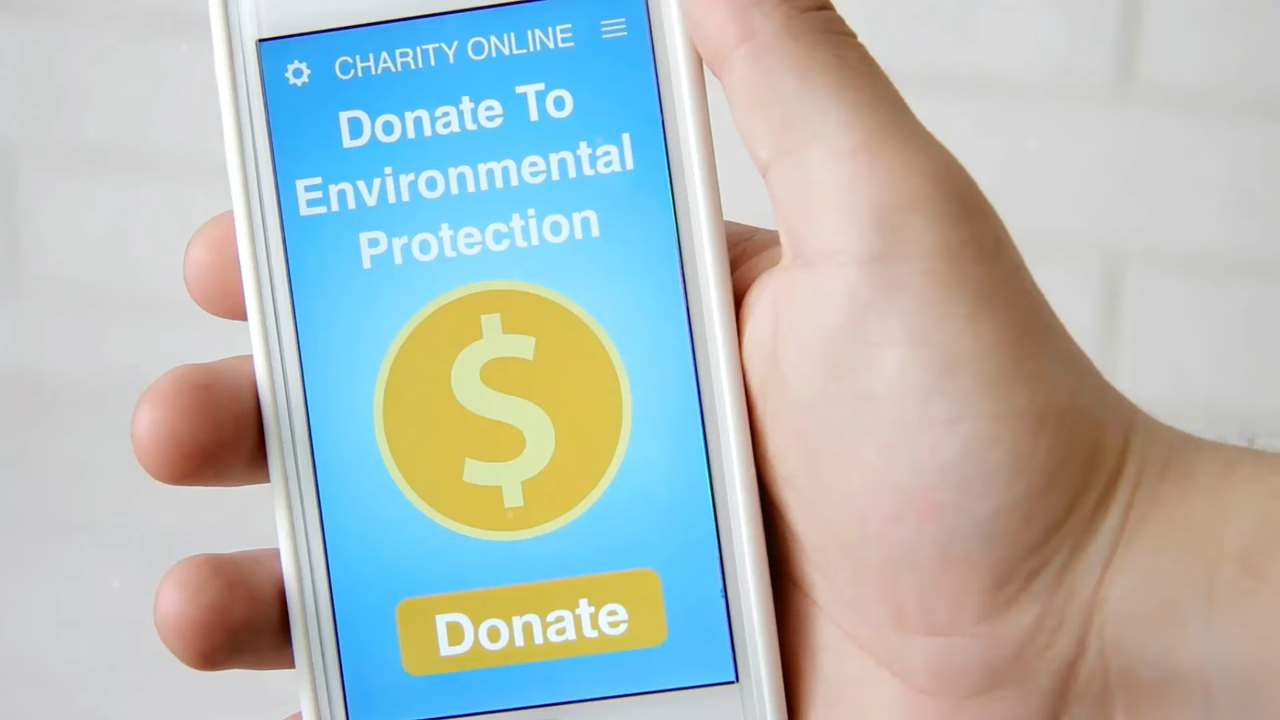 CHARITY ONLINE
Donate To
Environmental
Protection
$
Donate